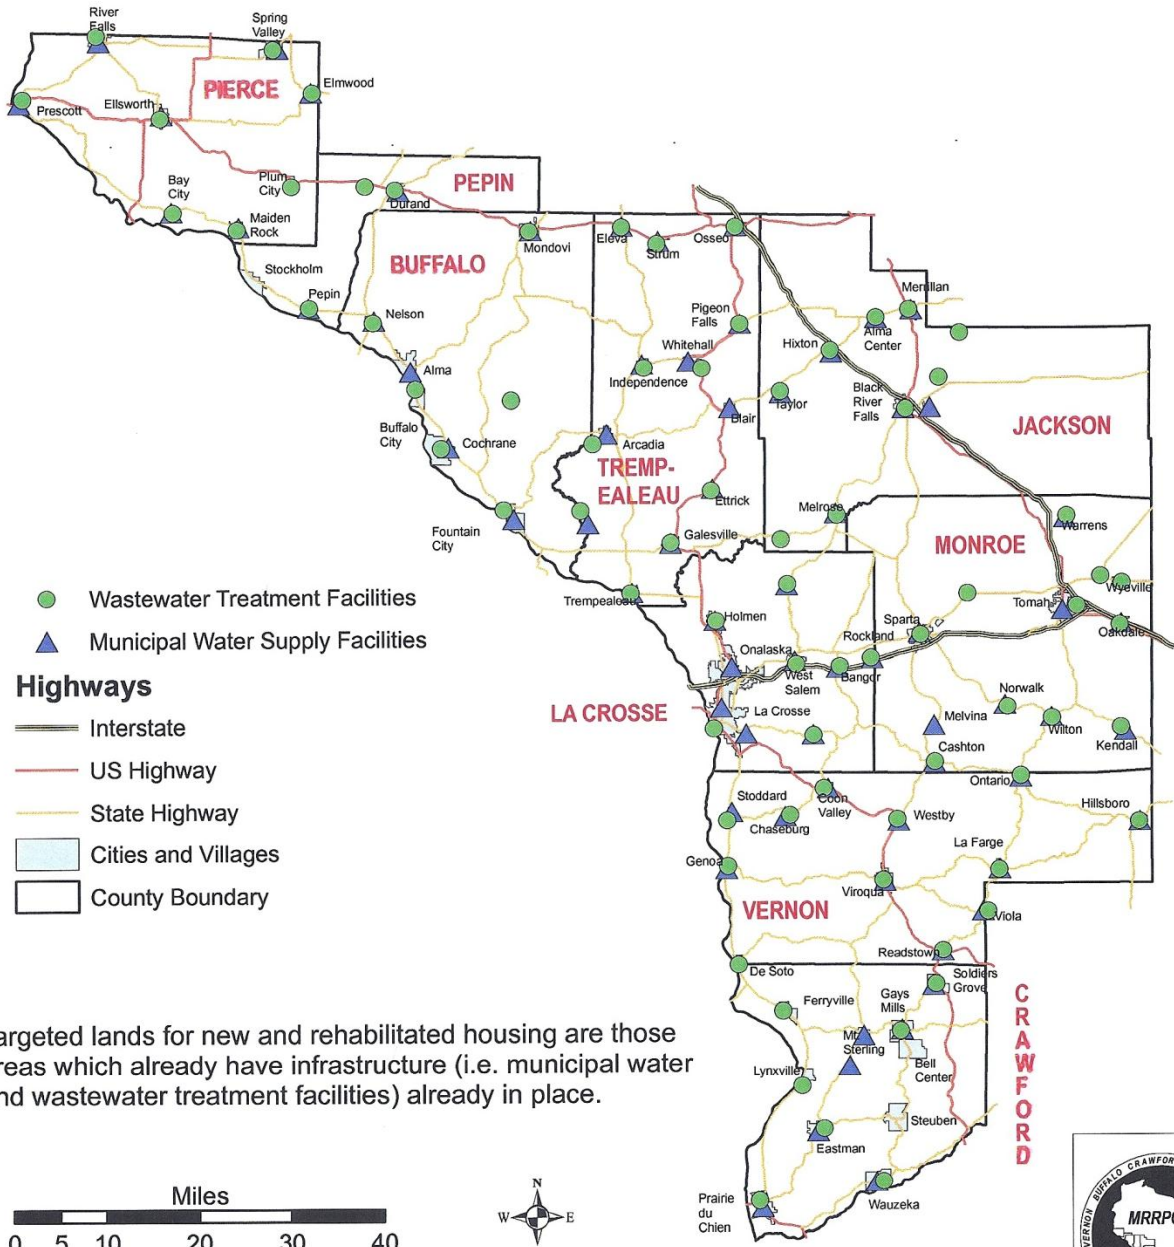 River
Falls
Spring
Valley
PIERCE
Elmwood
Prescott
Ellsworth
Bay
City
Plum
City
PEPIN
Durand
Maiden
Rock
Mondovi
Eleva
Strum
Osseo
BUFFALO
Stockholm
Pepin
Nelson
Merrillan
Pigeon
Falls
Alma
Center
Whitehall
Hixton
Alma
Independence
Taylor
Black
River
Falls
Blair
JACKSON
Buffalo
City
Cochrane
Arcadia
TREMP-
EALEAU
Ettrick
Melrose
Fountain
City
Galesville
Warrens
MONROE
Wyeville
Trempealeau
Holmen
Tomah
Sparta
Oakdale
Rockland
Onalaska
West
Salem
Bangor
LA CROSSE
La Crosse
Norwalk
Melvina
Wilton
Kendall
Cashton
Ontario
Stoddard
Coon
Valley
Chaseburg
Westby
Hillsboro
Genoa
La Farge
Viroqua
VERNON
Viola
Readstown
De Soto
Soldiers
Grove
Ferryville
Gays
Mills
Mt
Sterling
Bell
Center
Lynxville
Steuben
Eastman
CRAWFORD
Wauzeka
Prairie
du
Chien
Wastewater Treatment Facilities
Municipal Water Supply Facilities
Highways
Interstate
US Highway
State Highway
Cities and Villages
County Boundary
argeted lands for new and rehabilitated housing are those
reas which already have infrastructure (i.e. municipal water
nd wastewater treatment facilities) already in place.
Miles
0 5 10 20 30 40
N
W E
S
VERNON BUFFALO CRAWFOR
MRRPC